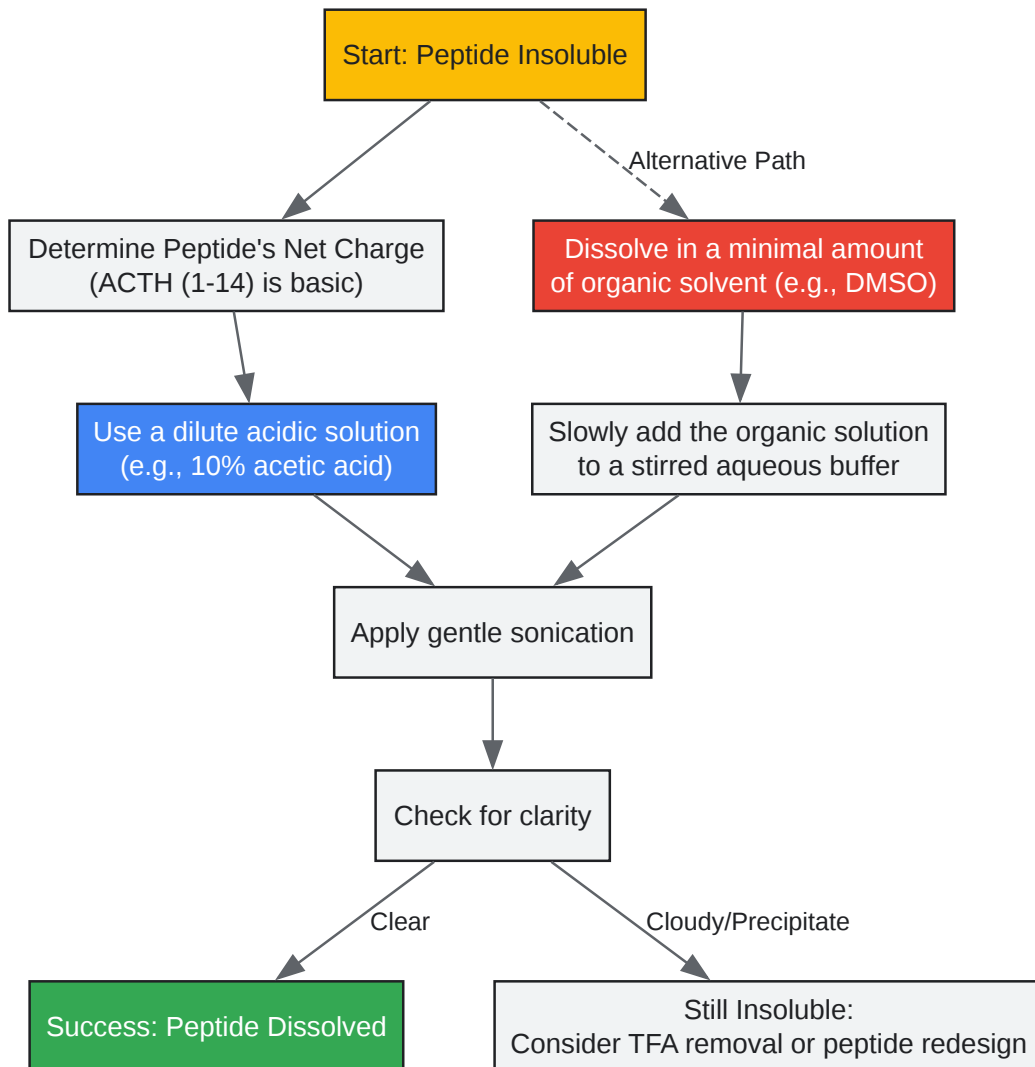 Start: Peptide Insoluble
Alternative Path
Determine Peptide's Net Charge
(ACTH (1-14) is basic)
Dissolve in a minimal amount
of organic solvent (e.g., DMSO)
Use a dilute acidic solution
(e.g., 10% acetic acid)
Slowly add the organic solution
to a stirred aqueous buffer
Apply gentle sonication
Check for clarity
Clear
Cloudy/Precipitate
Success: Peptide Dissolved
Still Insoluble:
Consider TFA removal or peptide redesign